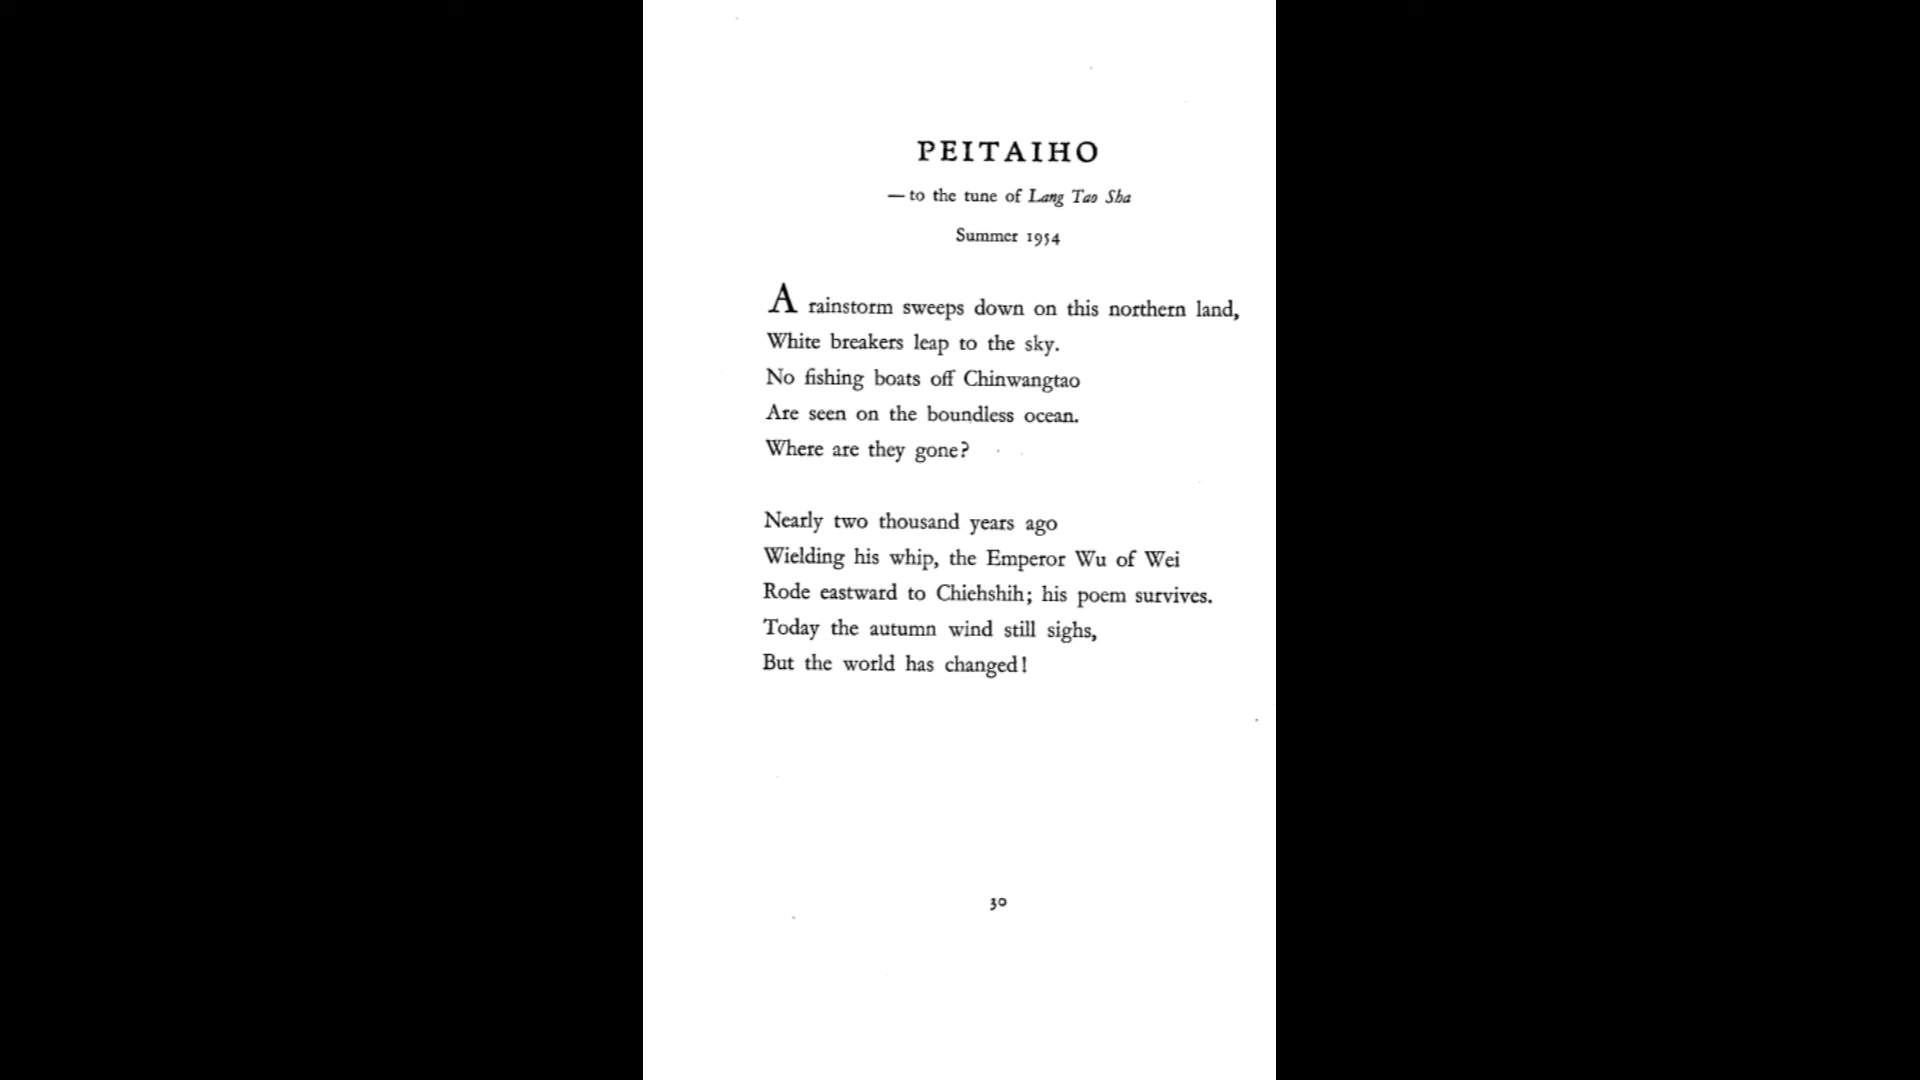 PEITAIHO
— to the tune of Lang Tao Sha
Summer 1954
A rainstorm sweeps down on this northern land,
White breakers leap to the sky.
No fishing boats off Chinwangtao
Are seen on the boundless ocean.
Where are they gone?
Nearly two thousand years ago
Wielding his whip, the Emperor Wu of Wei
Rode eastward to Chiehshih; his poem survives.
Today the autumn wind still sighs,
But the world has changed!
30